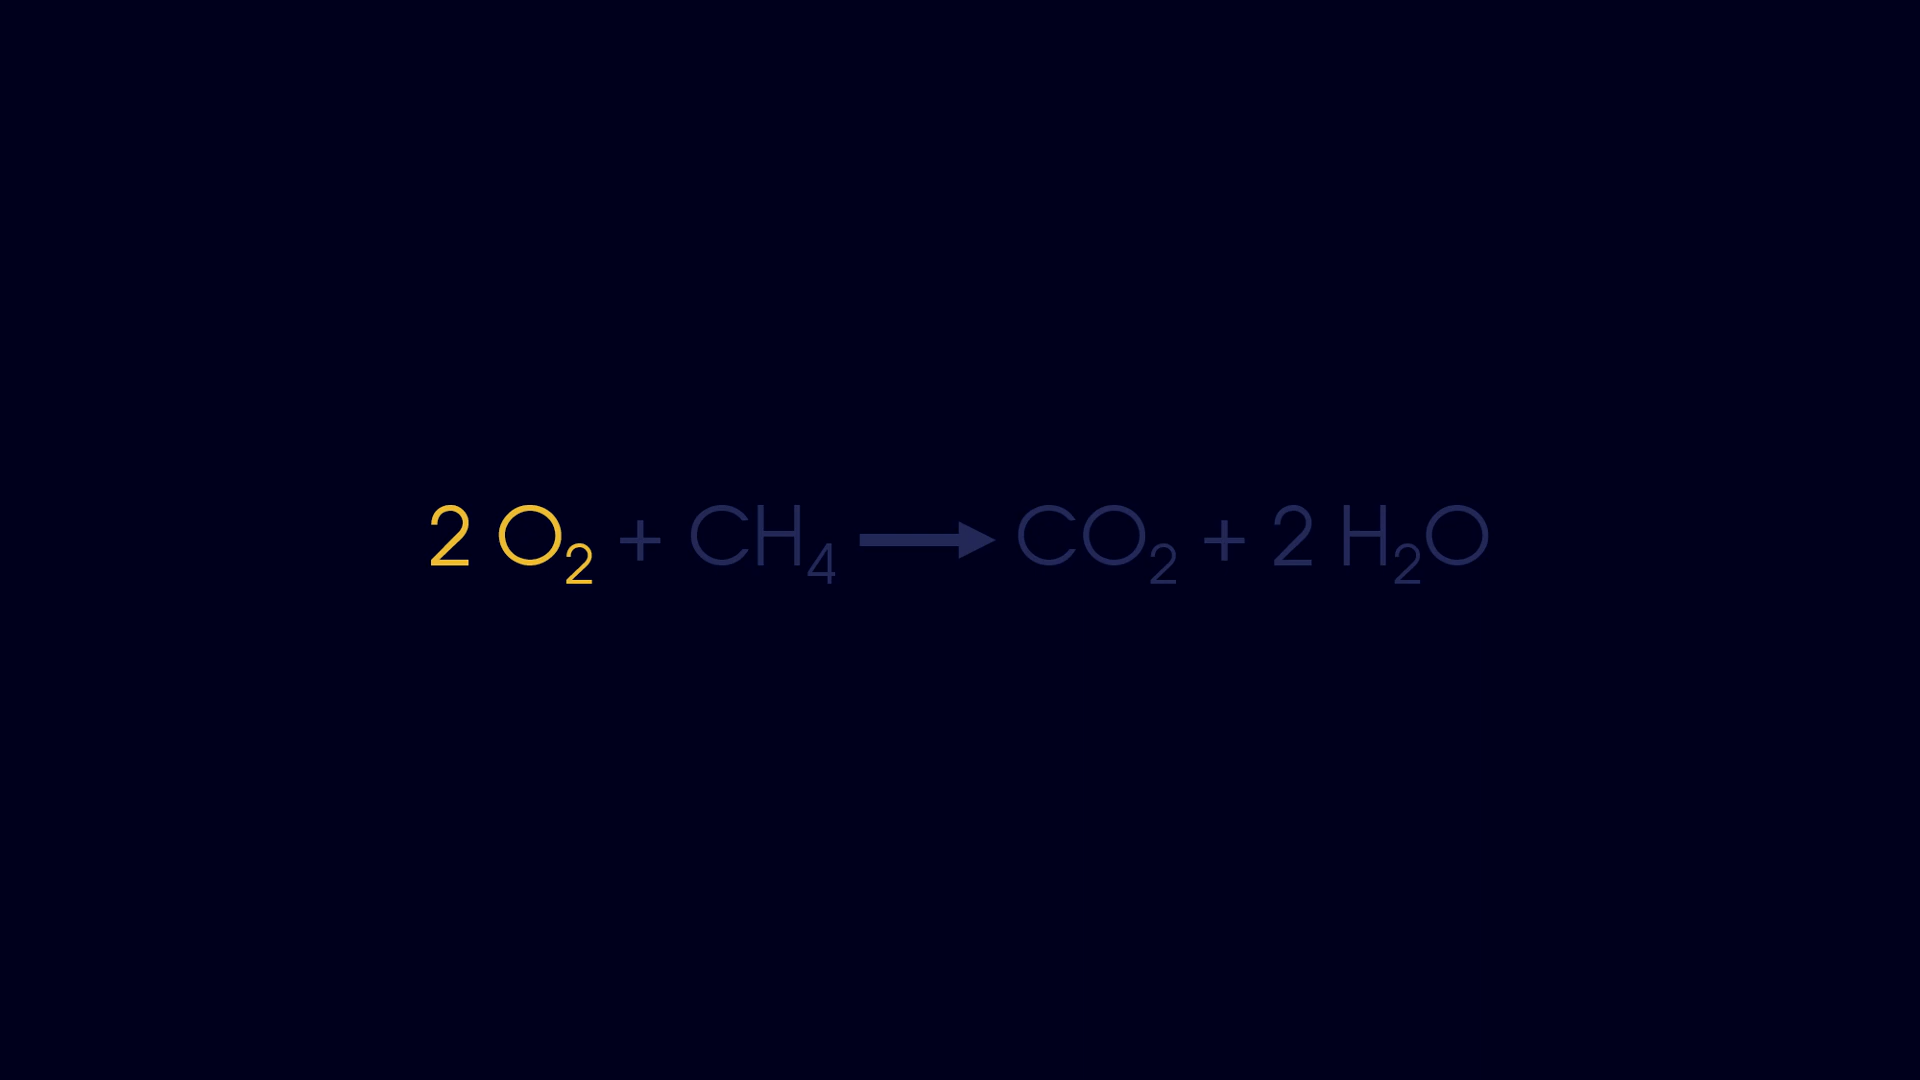 2 O₂ + CH₄ → CO₂ + 2 H₂O